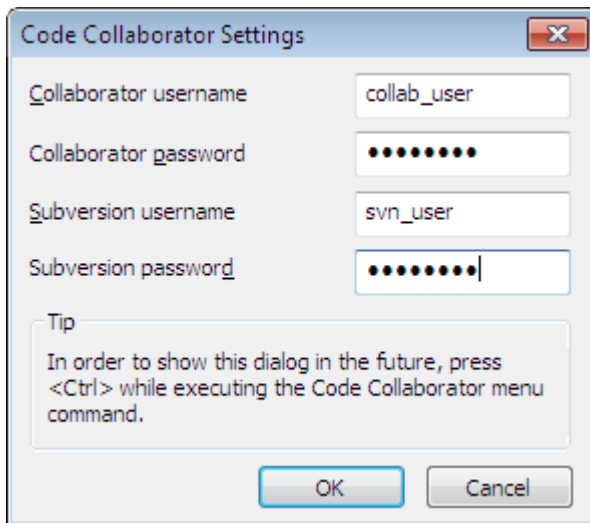 Code Collaborator Settings
Collaborator username collab_user
Collaborator password ●●●●●●●●
Subversion username svn_user
Subversion password ●●●●●●●●
Tip
In order to show this dialog in the future, press
<Ctrl> while executing the Code Collaborator menu
command.
OK Cancel